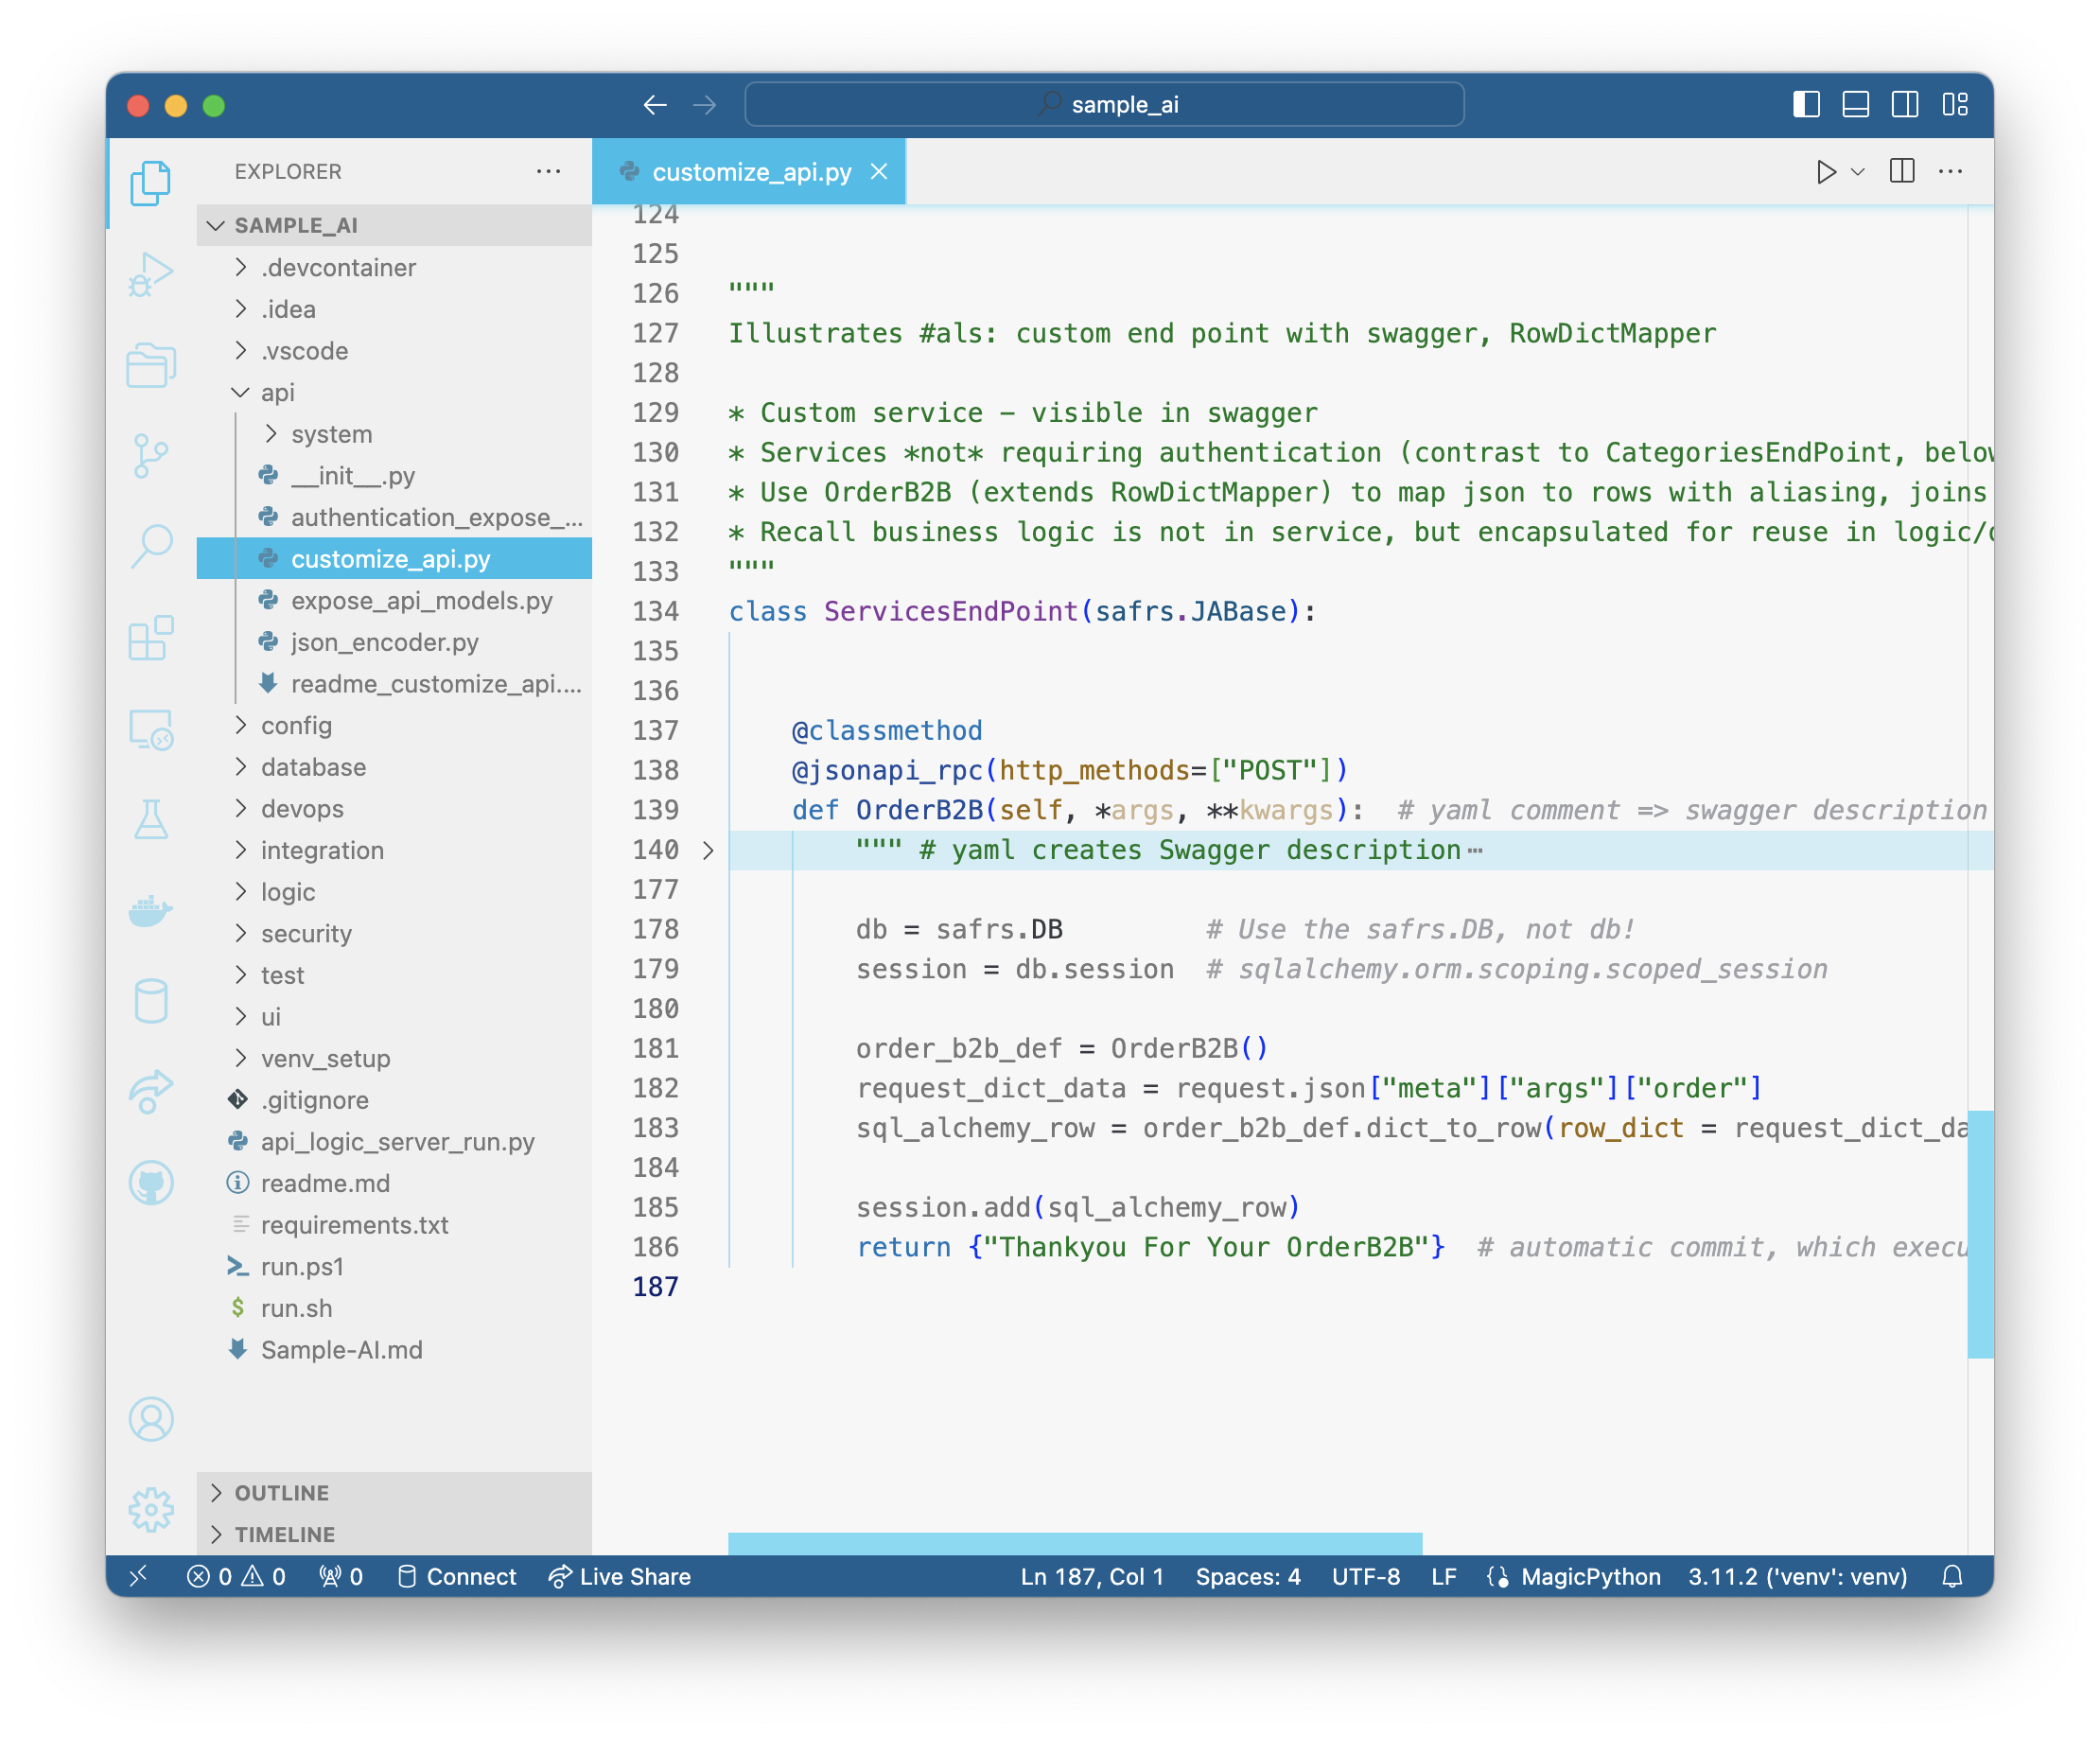 sample_ai
EXPLORER
SAMPLE_AI
.devcontainer
.idea
.vscode
api
system
__init__.py
authentication_expose_...
customize_api.py
expose_api_models.py
json_encoder.py
readme_customize_api....
config
database
devops
integration
logic
security
test
ui
venv_setup
.gitignore
api_logic_server_run.py
readme.md
requirements.txt
run.ps1
run.sh
Sample-AI.md
OUTLINE
TIMELINE
customize_api.py
124
125
126 """
127 Illustrates #als: custom end point with swagger, RowDictMapper
128
129 * Custom service – visible in swagger
130 * Services *not* requiring authentication (contrast to CategoriesEndPoint, below
131 * Use OrderB2B (extends RowDictMapper) to map json to rows with aliasing, joins
132 * Recall business logic is not in service, but encapsulated for reuse in logic/
133 """
134 class ServicesEndPoint(safrs.JABase):
135
136
137 @classmethod
138 @jsonapi_rpc(http_methods=["POST"])
139 def OrderB2B(self, *args, **kwargs): # yaml comment => swagger description
140 """ # yaml creates Swagger description ...
177
178 db = safrs.DB # Use the safrs.DB, not db!
179 session = db.session # sqlalchemy.orm.scoping.scoped_session
180
181 order_b2b_def = OrderB2B()
182 request_dict_data = request.json["meta"]["args"]["order"]
183 sql_alchemy_row = order_b2b_def.dict_to_row(row_dict = request_dict_da
184
185 session.add(sql_alchemy_row)
186 return {"Thankyou For Your OrderB2B"} # automatic commit, which execu
187
0 0 0 Connect Live Share Ln 187, Col 1 Spaces: 4 UTF-8 LF MagicPython 3.11.2 ('venv': venv)